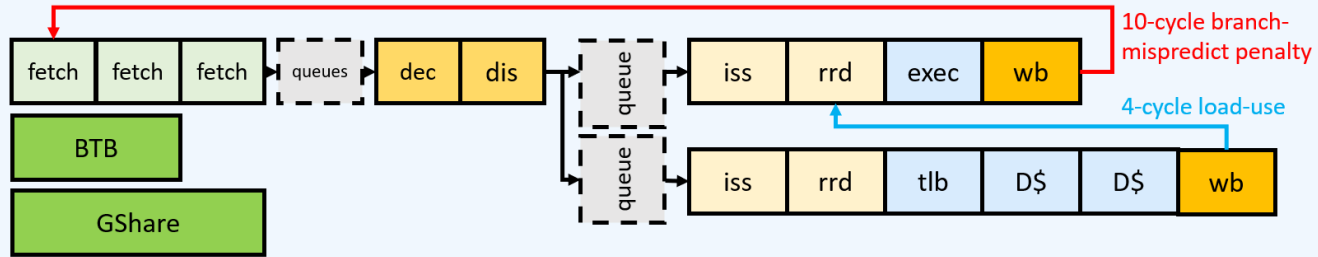 10-cycle branch-
mispredict penalty
fetch fetch fetch queues dec dis queue iss rrd exec wb
4-cycle load-use
BTB
queue iss rrd tlb D$ D$ wb
GShare